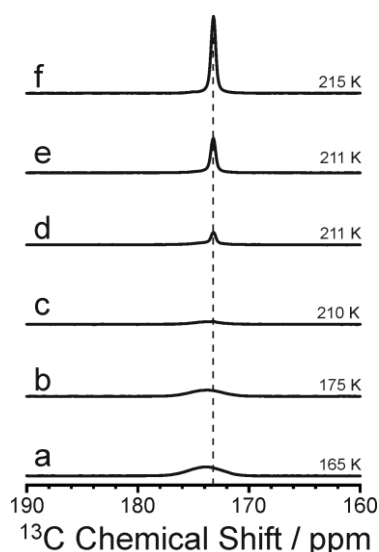 f
215 K
e
211 K
d
211 K
c
210 K
b
175 K
a
165 K
190 180 170 160
¹³C Chemical Shift / ppm